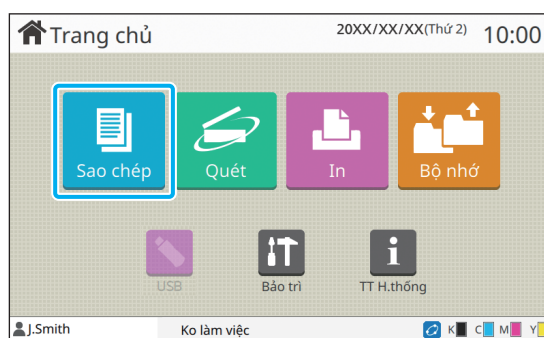 Trang chủ 20XX/XX/XX(Thứ 2) 10:00
Sao chép Quét In Bộ nhớ
USB Bảo trì TT H.thống
J.Smith Ko làm việc K C M Y